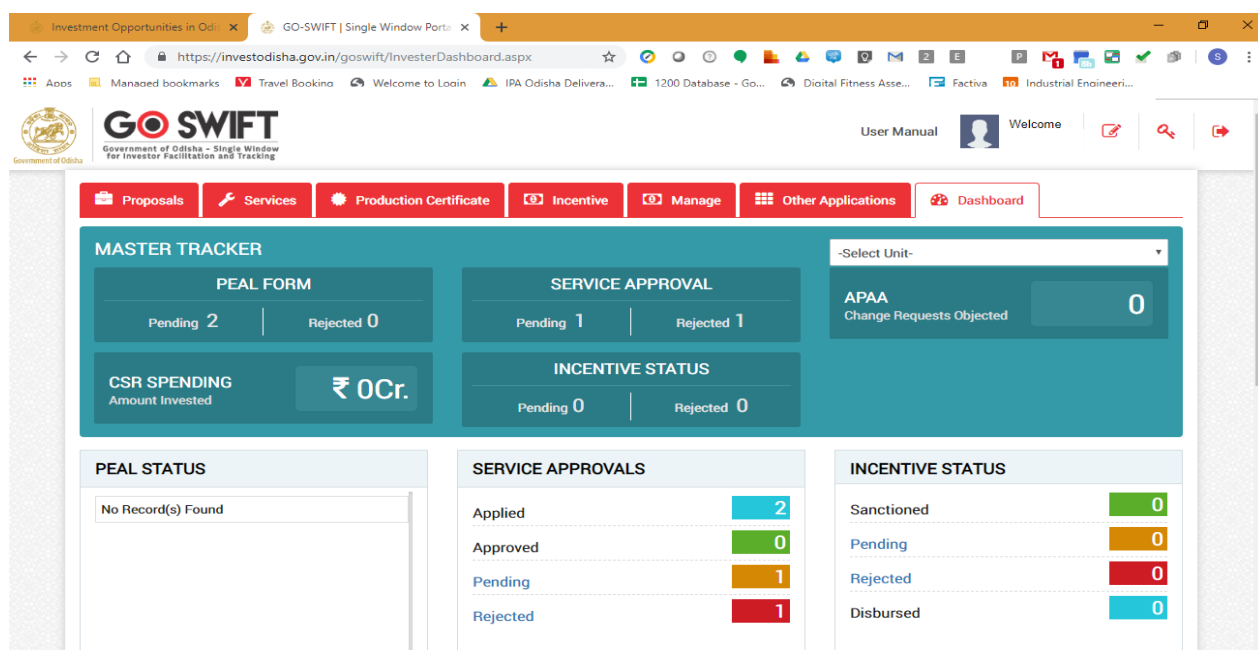 Investment Opportunities in Odis
GO-SWIFT | Single Window Porta
https://investodisha.gov.in/goswift/InvesterDashboard.aspx
Apps
Managed bookmarks
Travel Booking
Welcome to Login
IPA Odisha Delivera...
1200 Database - Go...
Digital Fitness Asse...
Factiva
Industrial Engineeri...
Government of Odisha
GO SWIFT
Government of Odisha - Single Window
for Investor Facilitation and Tracking
User Manual
Welcome
Proposals
Services
Production Certificate
Incentive
Manage
Other Applications
Dashboard
MASTER TRACKER
-Select Unit-
PEAL FORM
Pending 2
Rejected 0
SERVICE APPROVAL
Pending 1
Rejected 1
APAA
Change Requests Objected
0
CSR SPENDING
Amount Invested
₹ 0Cr.
INCENTIVE STATUS
Pending 0
Rejected 0
PEAL STATUS
No Record(s) Found
SERVICE APPROVALS
Applied 2
Approved 0
Pending 1
Rejected 1
INCENTIVE STATUS
Sanctioned 0
Pending 0
Rejected 0
Disbursed 0